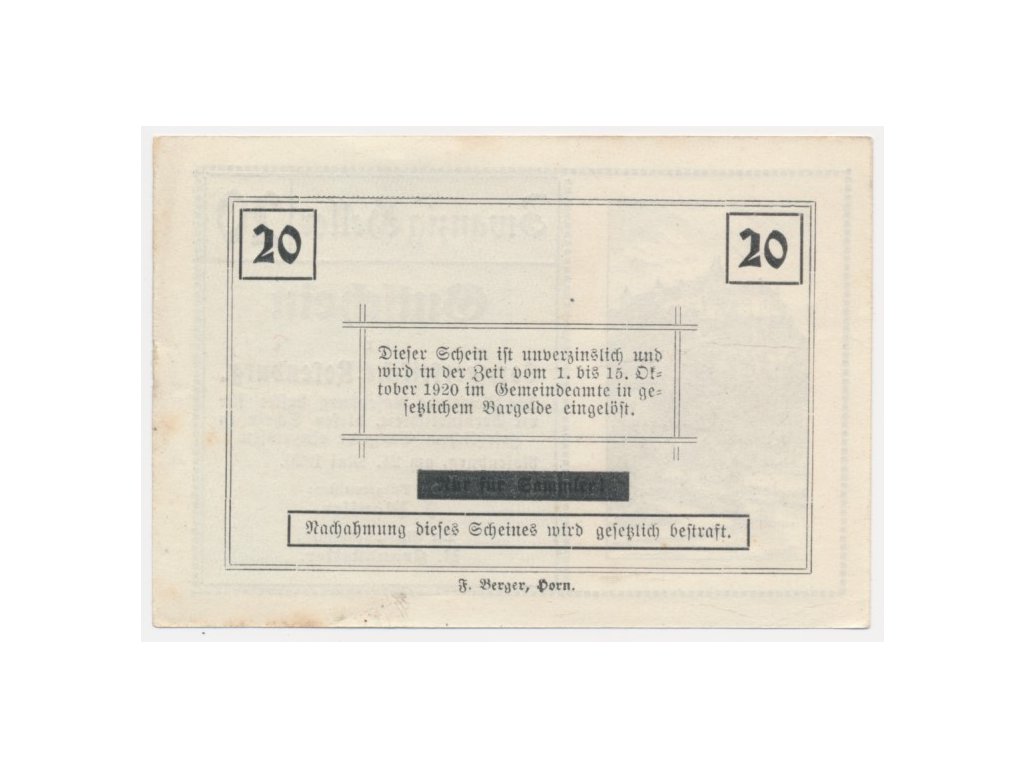 20 20
Dieser Schein ist unverzinslich und
wird in der Zeit vom 1. bis 15. Ok-
tober 1920 im Gemeindeamte in ge-
setzlichem Bargelde eingelöst.
Nur für Sammler!
Nachahmung dieses Scheines wird gesetzlich bestraft.
F. Berger, Horn.